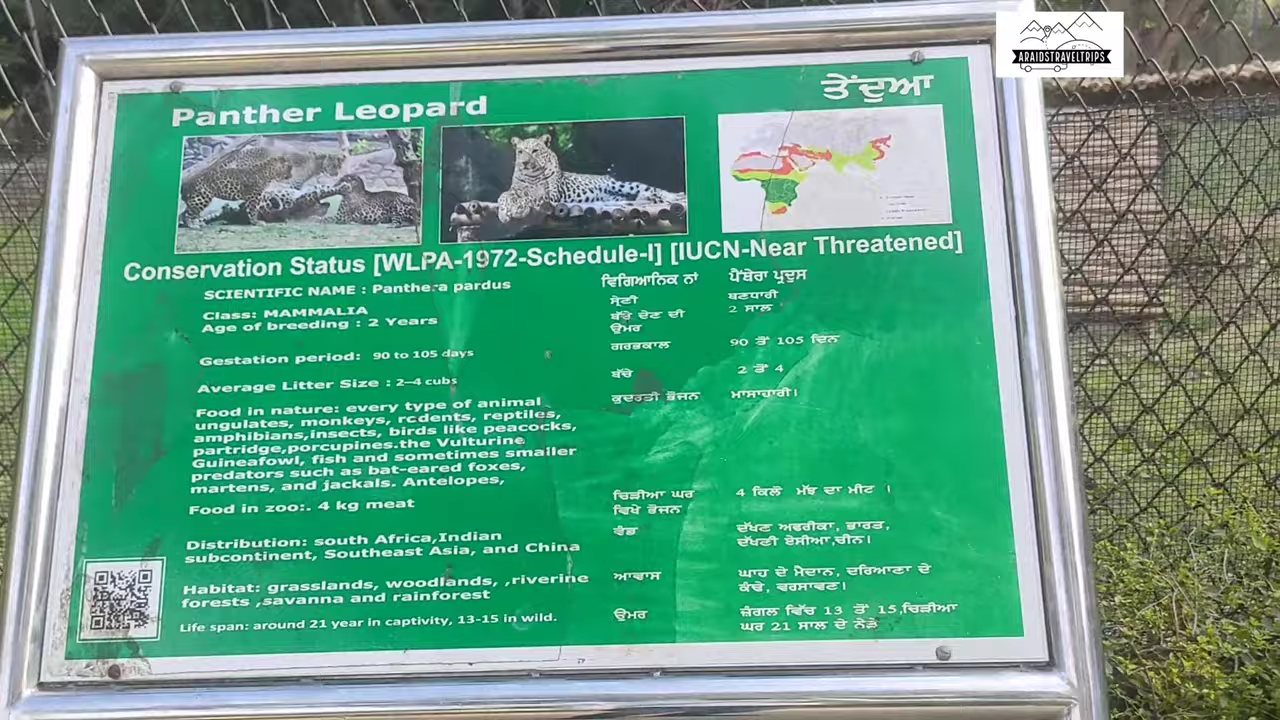 ARAIDSTRAVELTRIPS
Panther Leopard
ਤੇਂਦੂਆ
Conservation Status [WLPA-1972-Schedule-I] [IUCN-Near Threatened]
SCIENTIFIC NAME : Panthera pardus
Class: MAMMALIA
Age of breeding : 2 Years
Gestation period: 90 to 105 days
Average Litter Size : 2–4 cubs
Food in nature: every type of animal
ungulates, monkeys, rodents, reptiles,
amphibians,insects, birds like peacocks,
partridge,porcupines.the Vulturine
Guineafowl, fish and sometimes smaller
predators such as bat-eared foxes,
martens, and jackals. Antelopes,
Food in zoo:. 4 kg meat
Distribution: south Africa,Indian
subcontinent, Southeast Asia, and China
Habitat: grasslands, woodlands, ,riverine
forests ,savanna and rainforest
Life span: around 21 year in captivity, 13-15 in wild.
ਵਿਗਿਆਨਿਕ ਨਾਂ ਪੈਂਥੇਰਾ ਪ੍ਰਦੁਸ
ਸ੍ਰੇਣੀ ਥਣਧਾਰੀ
ਬੱਚੇ ਦੇਣ ਦੀ 2 ਸਾਲ
ਉਮਰ
ਗਰਭਕਾਲ 90 ਤੋਂ 105 ਦਿਨ
ਬੱਚੇ 2 ਤੋਂ 4
ਕੁਦਰਤੀ ਭੋਜਨ ਮਾਸਾਹਾਰੀ।
ਚਿੜੀਆ ਘਰ 4 ਕਿਲੋ ਮੱਝ ਦਾ ਮੀਟ ।
ਵਿਖੇ ਭੋਜਨ
ਵੰਡ ਦੱਖਣ ਅਫਰੀਕਾ, ਭਾਰਤ,
ਦੱਖਣੀ ਏਸੀਆ,ਚੀਨ।
ਆਵਾਸ ਘਾਹ ਦੇ ਮੈਦਾਨ, ਦਰਿਆਣਾ ਦੇ
ਕੰਢੇ, ਵਰਸਾਵਣ।
ਉਮਰ ਜੰਗਲ ਵਿੱਚ 13 ਤੋਂ 15,ਚਿੜੀਆ
ਘਰ 21 ਸਾਲ ਦੇ ਨੇੜੇ